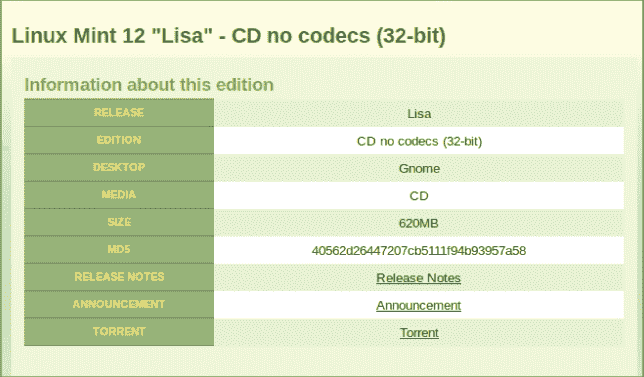 Linux Mint 12 "Lisa" - CD no codecs (32-bit)
Information about this edition
RELEASE Lisa
EDITION CD no codecs (32-bit)
DESKTOP Gnome
MEDIA CD
SIZE 620MB
MD5 40562d26447207cb5111f94b93957a58
RELEASE NOTES Release Notes
ANNOUNCEMENT Announcement
TORRENT Torrent